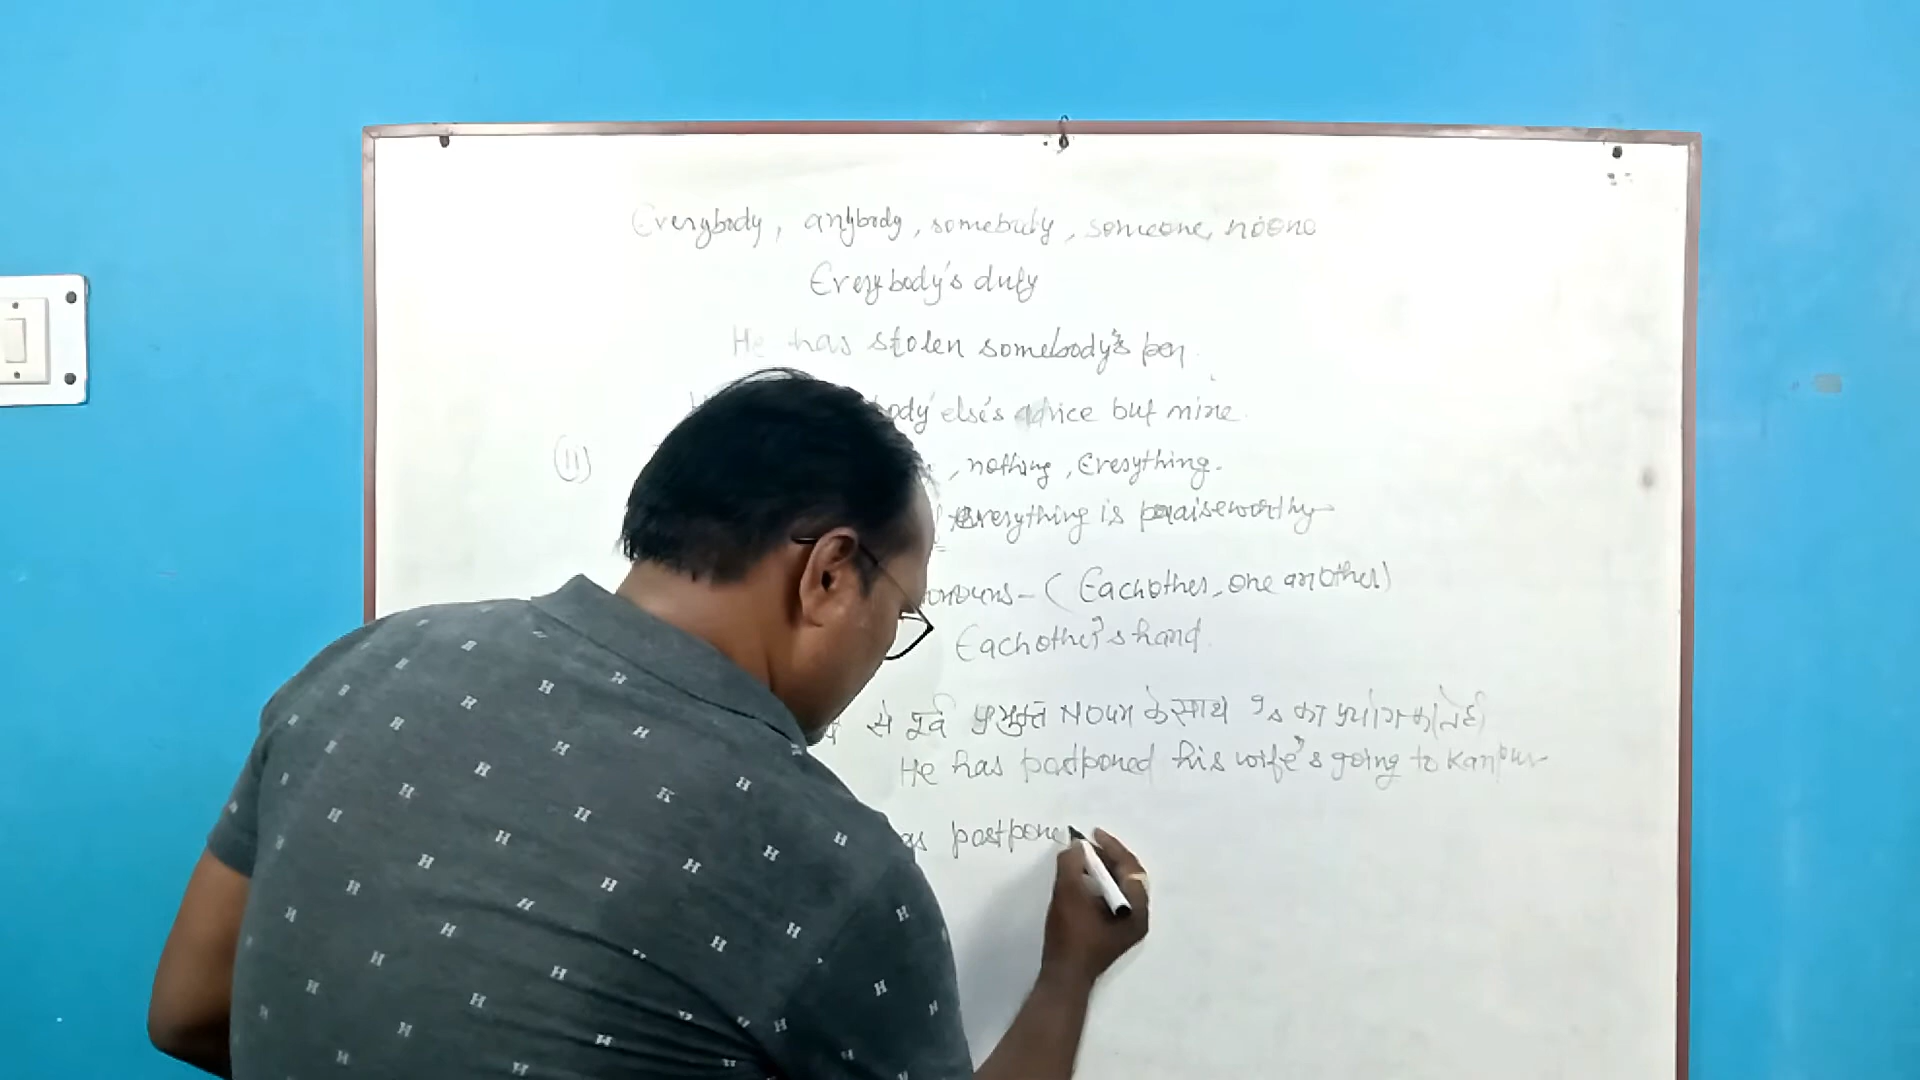 Everybody, anybody, somebody, someone, noone
Everybody's duty
He has stolen somebody's pen
body else's advice but mine
(II) , nothing, Everything.
everything is praiseworthy
onouns - (Eachother, one another)
Eachother's hand
से पूर्व प्रयुक्त Noun के साथ 's का प्रयोग
He has postponed his wife's going to Kanpur
as postpone